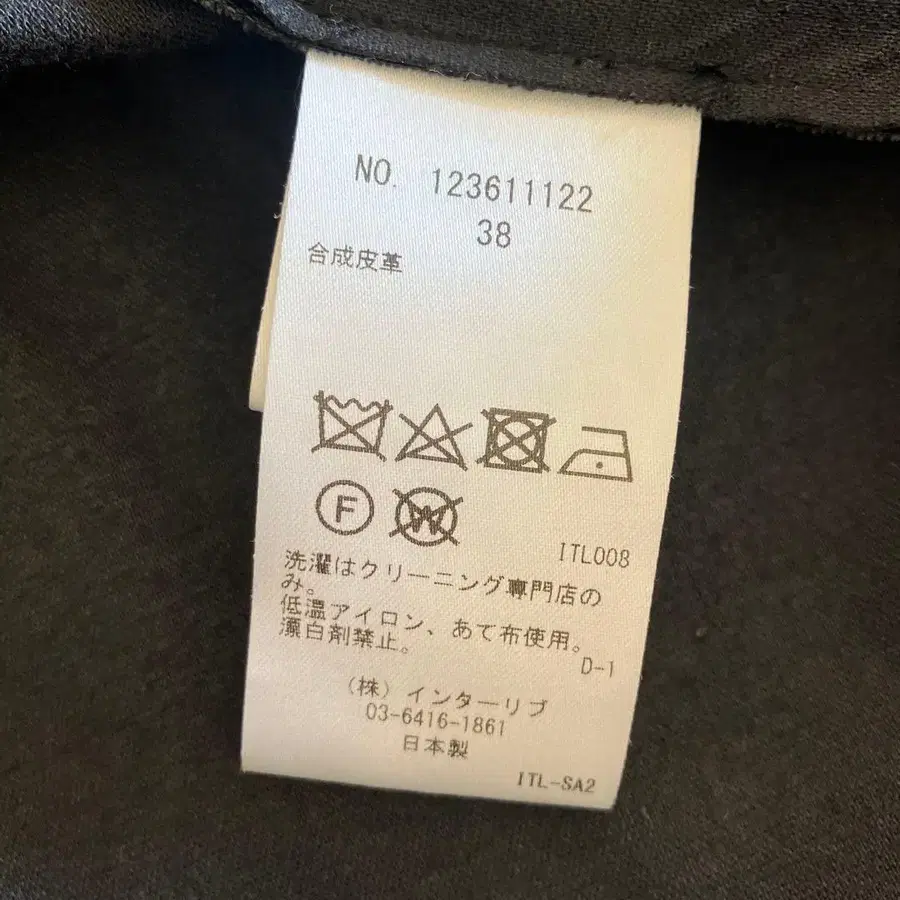 NO. 123611122
38
合成皮革
F
W
ITL008
洗濯はクリーニング専門店の
み。
低温アイロン、あて布使用。
漂白剤禁止。
D-1
(株)インターリブ
03-6416-1861
日本製
ITL-SA2